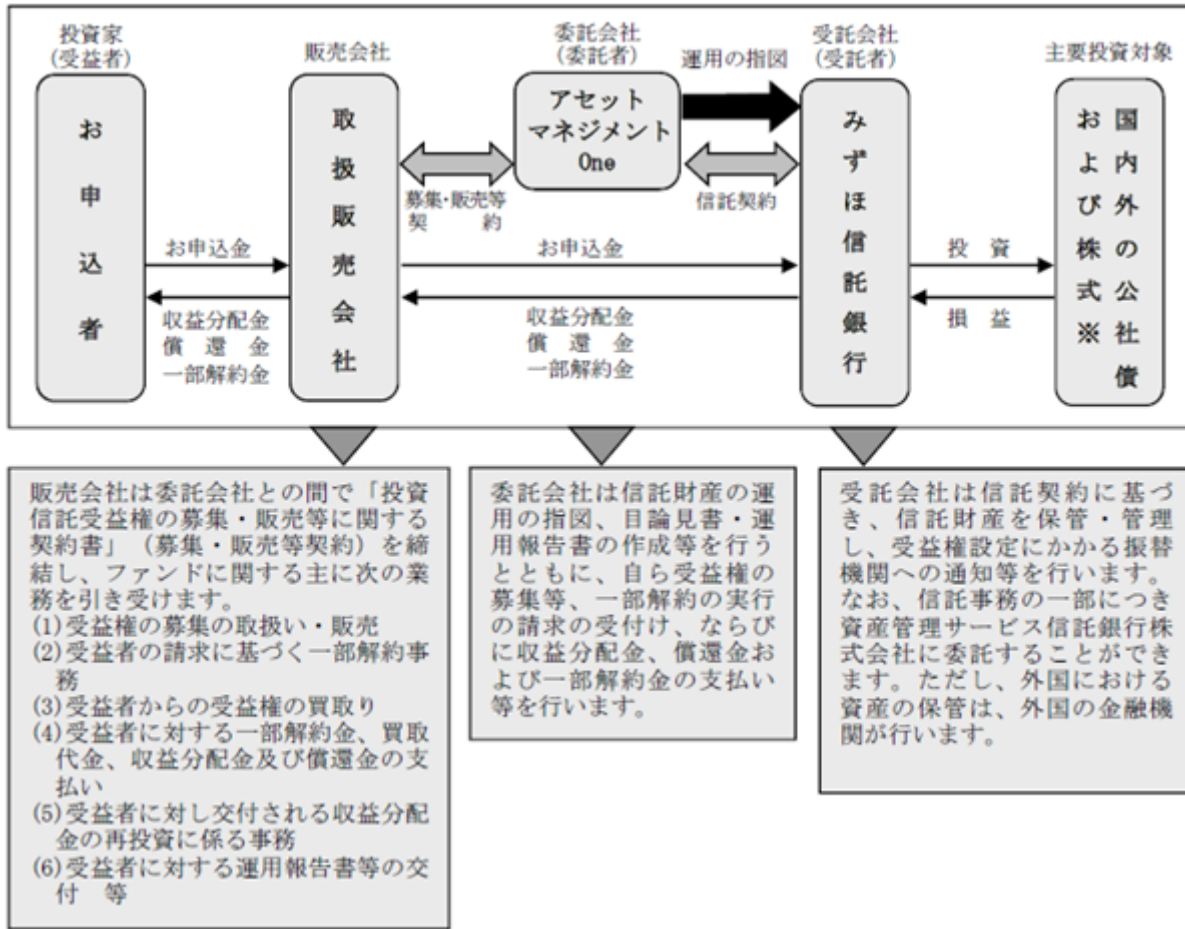 投資家
(受益者)
販売会社
委託会社
(委託者)
運用の指図
受託会社
(受託者)
主要投資対象
お申込者
取扱販売会社
アセット
マネジメント
One
みずほ信託銀行
国内外の公社債
および株式※
募集・販売等
契　　　約
信託契約
お申込金
お申込金
投　資
収益分配金
償　還　金
一部解約金
収益分配金
償　還　金
一部解約金
損　益
販売会社は委託会社との間で「投資
信託受益権の募集・販売等に関する
契約書」（募集・販売等契約）を締
結し、ファンドに関する主に次の業
務を引き受けます。
(1)受益権の募集の取扱い・販売
(2)受益者の請求に基づく一部解約事
務
(3)受益者からの受益権の買取り
(4)受益者に対する一部解約金、買取
代金、収益分配金及び償還金の支
払い
(5)受益者に対し交付される収益分配
金の再投資に係る事務
(6)受益者に対する運用報告書等の交
付　等
委託会社は信託財産の運
用の指図、目論見書・運
用報告書の作成等を行う
とともに、自ら受益権の
募集等、一部解約の実行
の請求の受付け、ならび
に収益分配金、償還金お
よび一部解約金の支払い
等を行います。
受託会社は信託契約に基づ
き、信託財産を保管・管理
し、受益権設定にかかる振替
機関への通知等を行います。
なお、信託事務の一部につき
資産管理サービス信託銀行株
式会社に委託することができ
ます。ただし、外国における
資産の保管は、外国の金融機
関が行います。